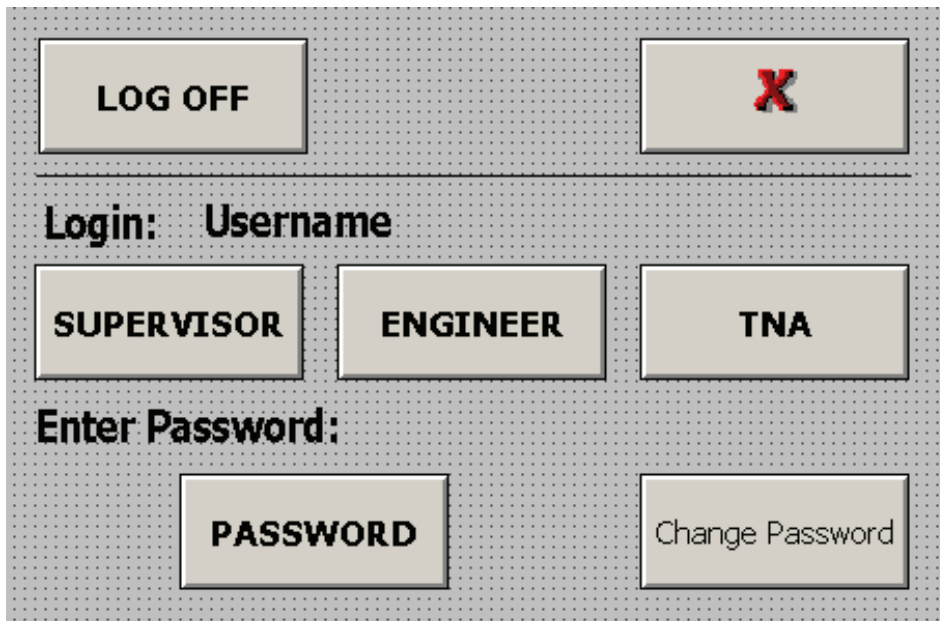 LOG OFF
X
Login: Username
SUPERVISOR ENGINEER TNA
Enter Password:
PASSWORD Change Password